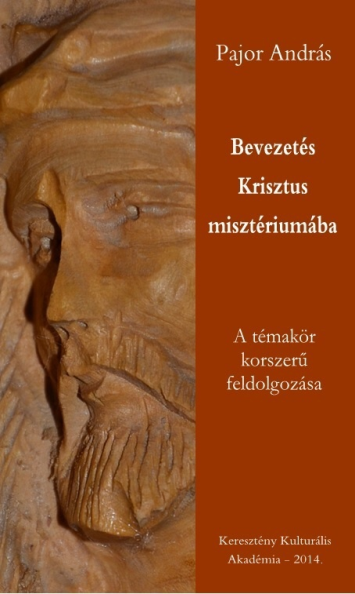 Pajor András
Bevezetés
Krisztus
misztériumába
A témakör
korszerű
feldolgozása
Keresztény Kulturális
Akadémia – 2014.